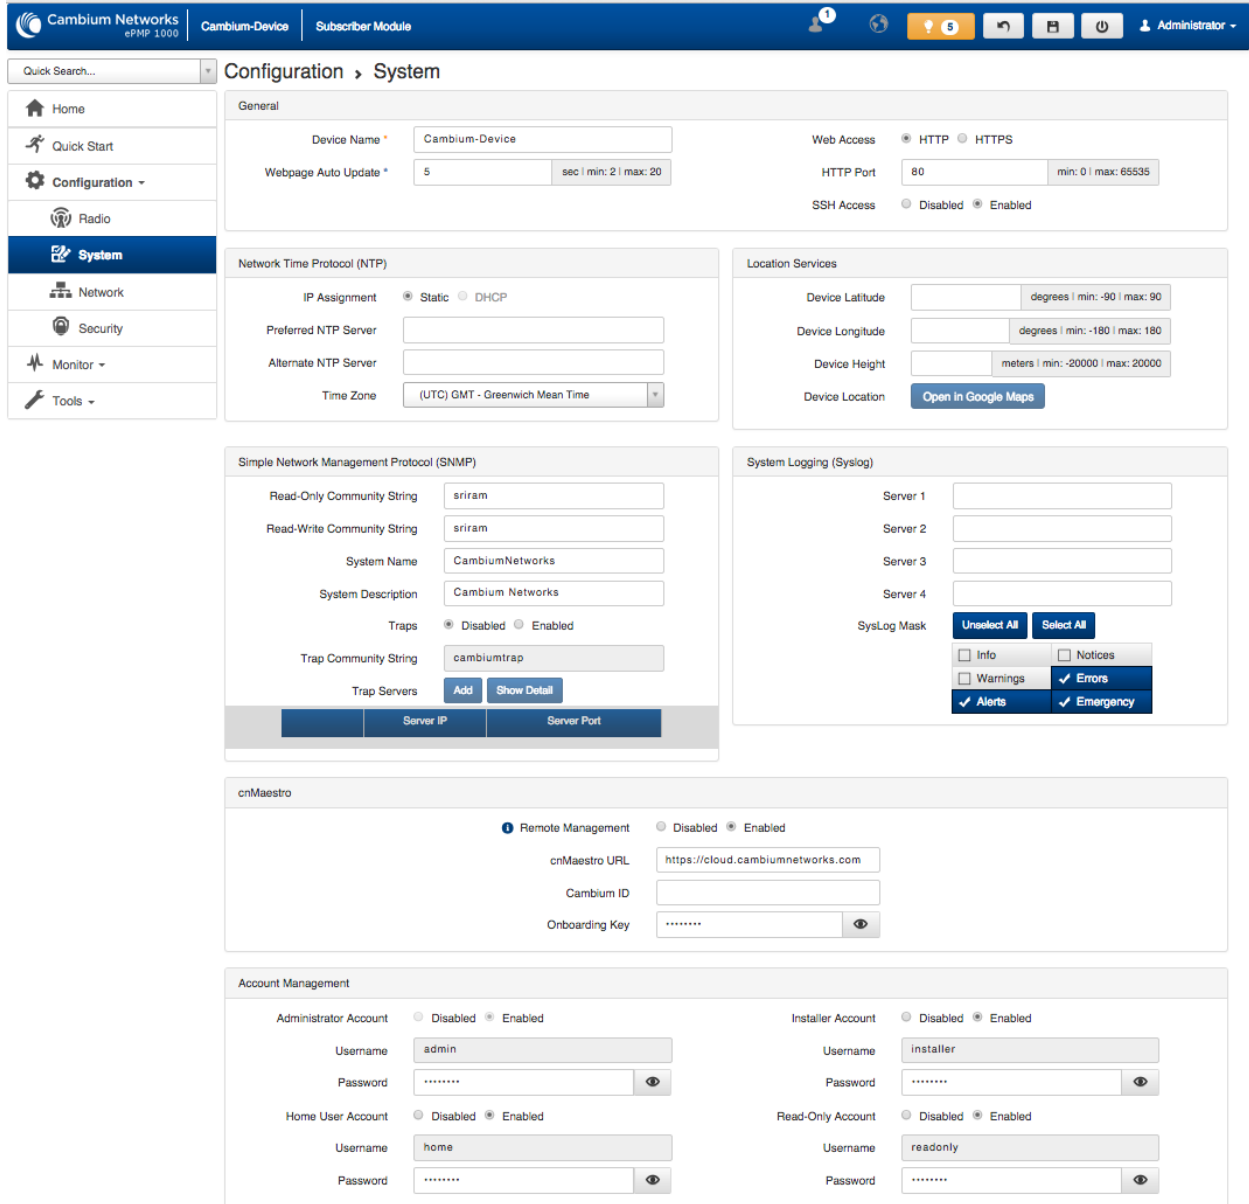 Cambium Networks
ePMP 1000
Cambium-Device
Subscriber Module
1
5
Administrator
Quick Search...
Configuration › System
Home
Quick Start
Configuration
Radio
System
Network
Security
Monitor
Tools
General
Device Name *
Cambium-Device
Webpage Auto Update *
5
sec | min: 2 | max: 20
Web Access
HTTP
HTTPS
HTTP Port
80
min: 0 | max: 65535
SSH Access
Disabled
Enabled
Network Time Protocol (NTP)
IP Assignment
Static
DHCP
Preferred NTP Server
Alternate NTP Server
Time Zone
(UTC) GMT - Greenwich Mean Time
Location Services
Device Latitude
degrees | min: -90 | max: 90
Device Longitude
degrees | min: -180 | max: 180
Device Height
meters | min: -20000 | max: 20000
Device Location
Open in Google Maps
Simple Network Management Protocol (SNMP)
Read-Only Community String
sriram
Read-Write Community String
sriram
System Name
CambiumNetworks
System Description
Cambium Networks
Traps
Disabled
Enabled
Trap Community String
cambiumtrap
Trap Servers
Add
Show Detail
Server IP
Server Port
System Logging (Syslog)
Server 1
Server 2
Server 3
Server 4
SysLog Mask
Unselect All
Select All
Info
Notices
Warnings
Errors
Alerts
Emergency
cnMaestro
Remote Management
Disabled
Enabled
cnMaestro URL
https://cloud.cambiumnetworks.com
Cambium ID
Onboarding Key
········
Account Management
Administrator Account
Disabled
Enabled
Username
admin
Password
········
Home User Account
Disabled
Enabled
Username
home
Password
········
Installer Account
Disabled
Enabled
Username
installer
Password
········
Read-Only Account
Disabled
Enabled
Username
readonly
Password
········